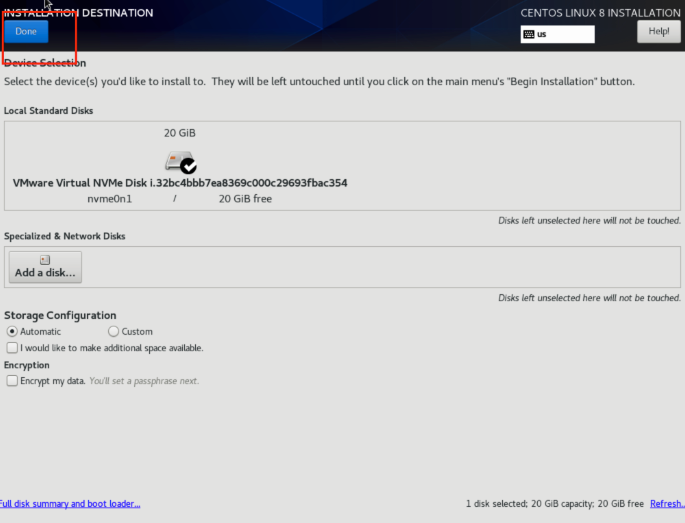 INSTALLATION DESTINATION
CENTOS LINUX 8 INSTALLATION
Done
us
Help!
Device Selection
Select the device(s) you'd like to install to.  They will be left untouched until you click on the main menu's "Begin Installation" button.
Local Standard Disks
20 GiB
VMware Virtual NVMe Disk i.32bc4bbb7ea8369c000c29693fbac354
nvme0n1 / 20 GiB free
Disks left unselected here will not be touched.
Specialized & Network Disks
Add a disk...
Disks left unselected here will not be touched.
Storage Configuration
Automatic Custom
I would like to make additional space available.
Encryption
Encrypt my data. You'll set a passphrase next.
Full disk summary and boot loader...
1 disk selected; 20 GiB capacity; 20 GiB free Refresh...